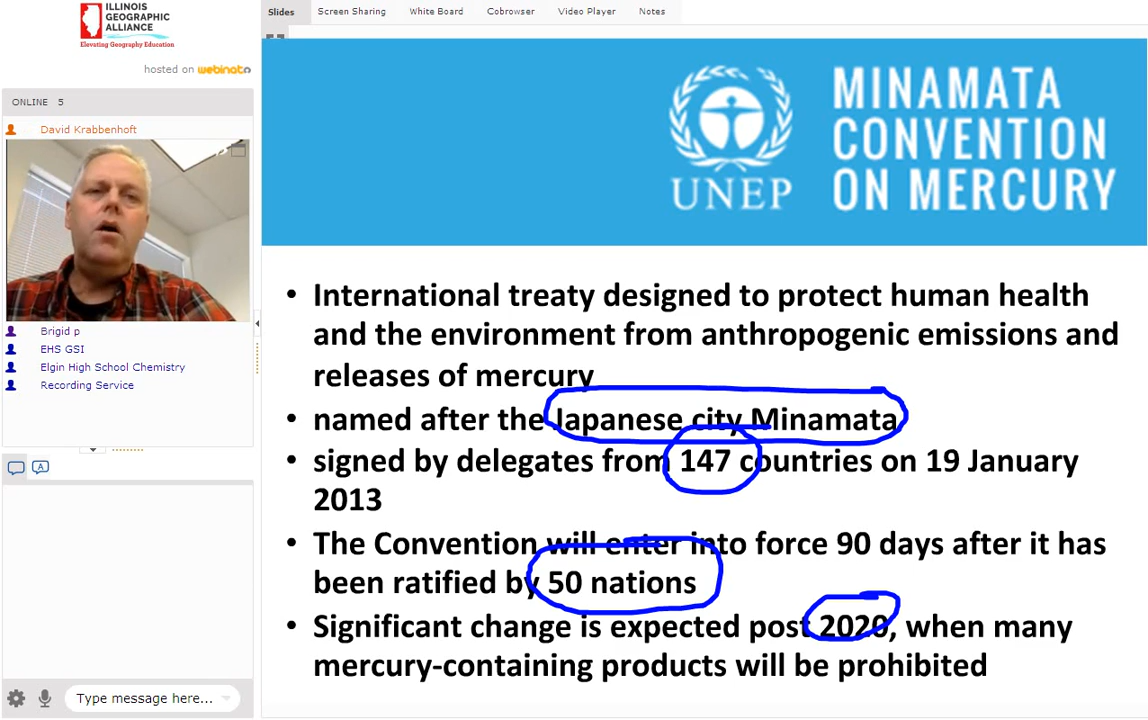 ILLINOIS
GEOGRAPHIC
ALLIANCE
Elevating Geography Education
hosted on webinato
ONLINE 5
David Krabbenhoft
Brigid p
EHS GSI
Elgin High School Chemistry
Recording Service
Type message here...
Slides Screen Sharing White Board Cobrowser Video Player Notes
UNEP
MINAMATA
CONVENTION
ON MERCURY
• International treaty designed to protect human health
and the environment from anthropogenic emissions and
releases of mercury
• named after the Japanese city Minamata
• signed by delegates from 147 countries on 19 January
2013
• The Convention will enter into force 90 days after it has
been ratified by 50 nations
• Significant change is expected post 2020, when many
mercury-containing products will be prohibited